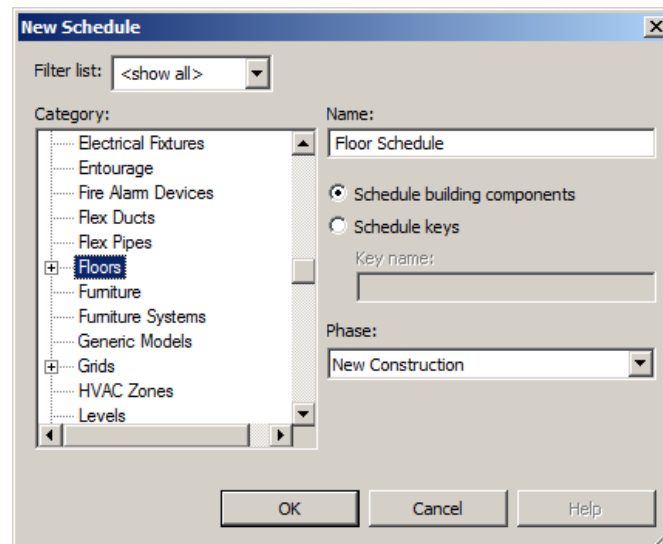 New Schedule
Filter list: <show all>
Category:
Electrical Fixtures
Entourage
Fire Alarm Devices
Flex Ducts
Flex Pipes
Floors
Furniture
Furniture Systems
Generic Models
Grids
HVAC Zones
Levels
Name:
Floor Schedule
Schedule building components
Schedule keys
Key name:
Phase:
New Construction
OK
Cancel
Help